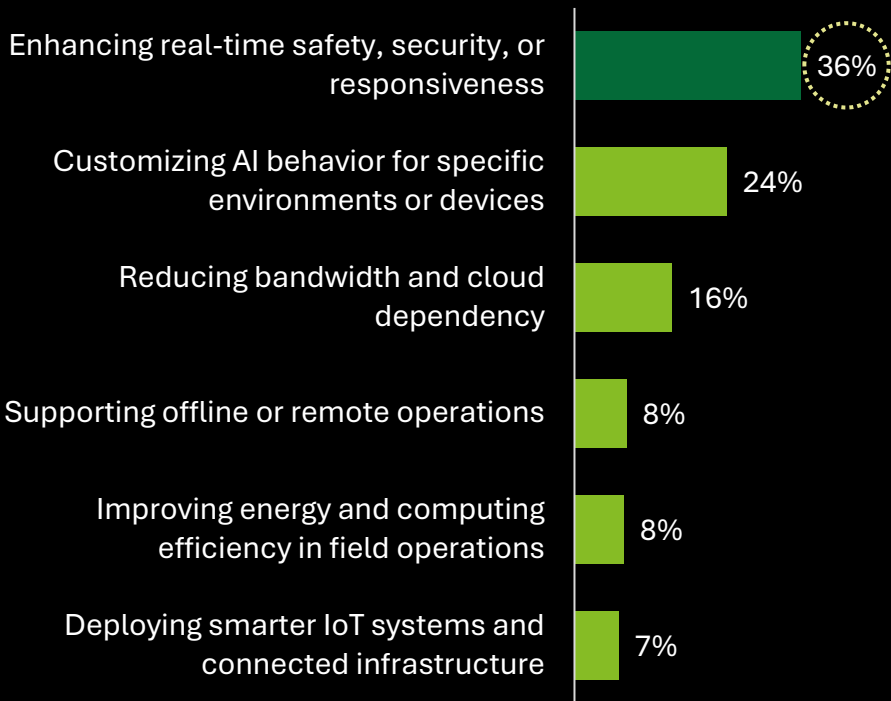 Enhancing real-time safety, security, or
responsiveness
36%
Customizing AI behavior for specific
environments or devices
24%
Reducing bandwidth and cloud
dependency
16%
Supporting offline or remote operations
8%
Improving energy and computing
efficiency in field operations
8%
Deploying smarter IoT systems and
connected infrastructure
7%